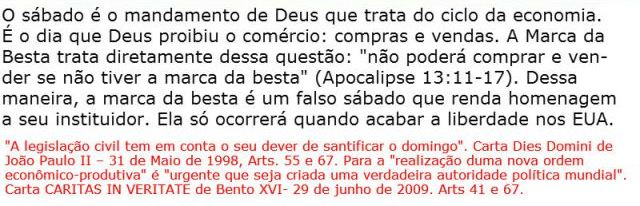 O sábado é o mandamento de Deus que trata do ciclo da economia.
É o dia que Deus proibiu o comércio: compras e vendas. A Marca da
Besta trata diretamente dessa questão: "não poderá comprar e ven-
der se não tiver a marca da besta" (Apocalipse 13:11-17). Dessa
maneira, a marca da besta é um falso sábado que renda homenagem
a seu instituidor. Ela só ocorrerá quando acabar a liberdade nos EUA.
"A legislação civil tem em conta o seu dever de santificar o domingo". Carta Dies Domini de
João Paulo II – 31 de Maio de 1998, Arts. 55 e 67. Para a "realização duma nova ordem
econômico-produtiva" é "urgente que seja criada uma verdadeira autoridade política mundial".
Carta CARITAS IN VERITATE de Bento XVI- 29 de junho de 2009. Arts 41 e 67.